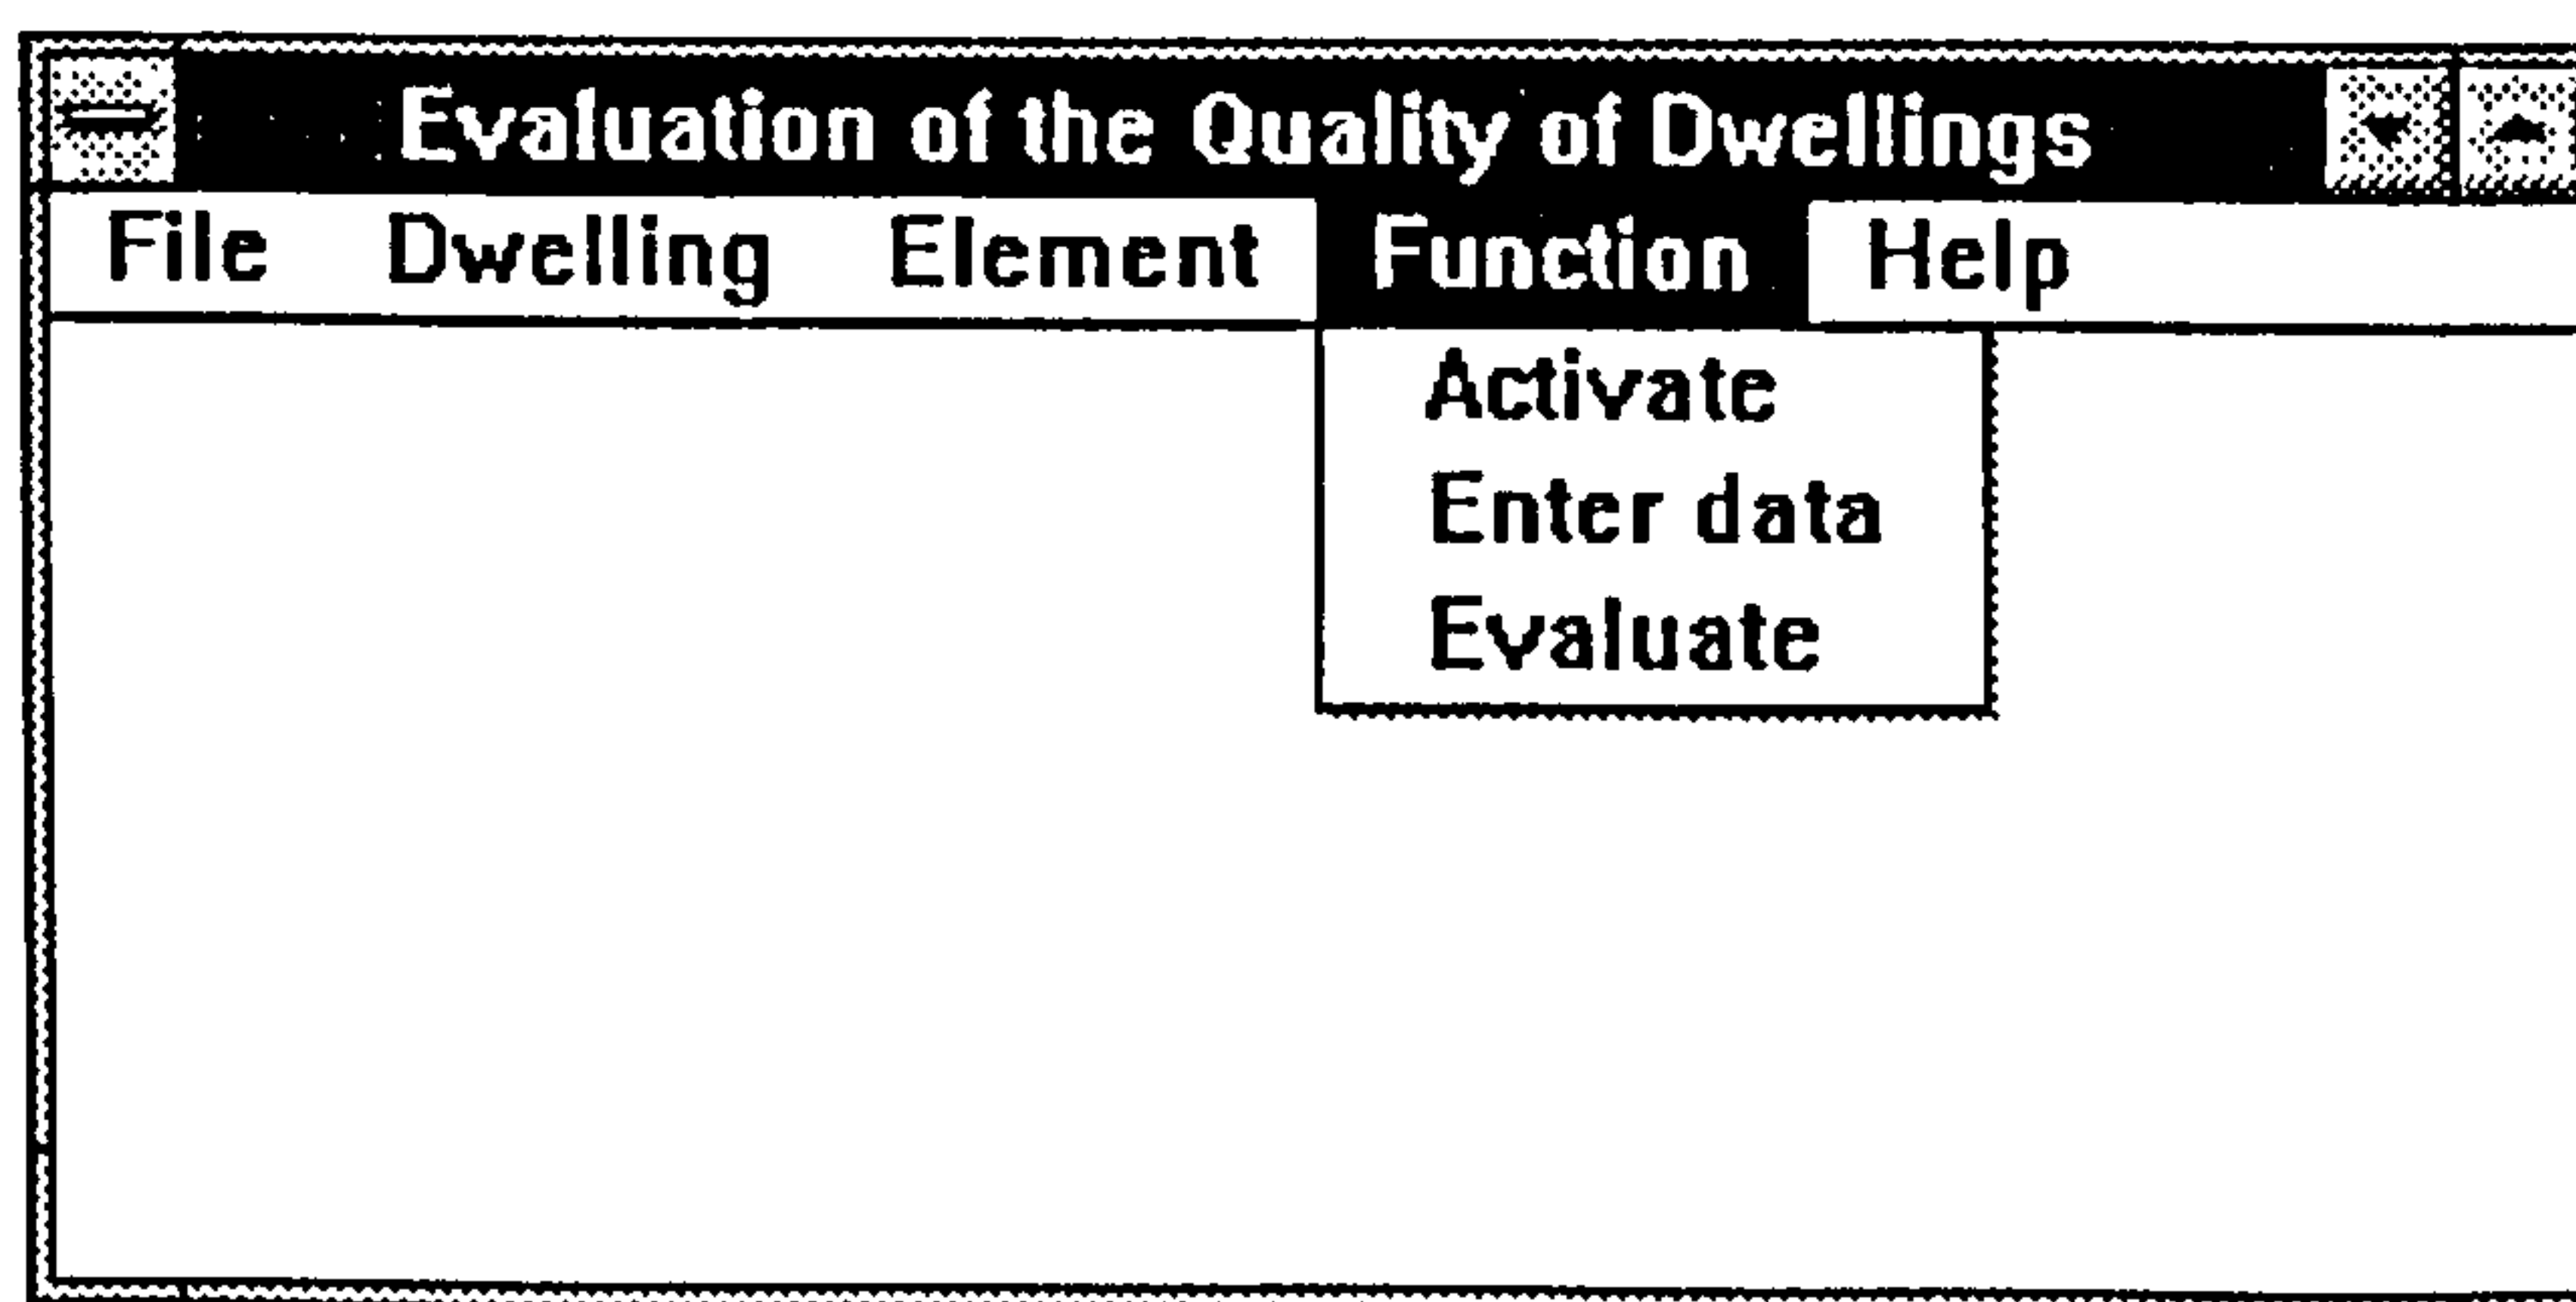 Evaluation of the Quality of Dwellings
File Dwelling Element Function Help
Activate
Enter data
Evaluate